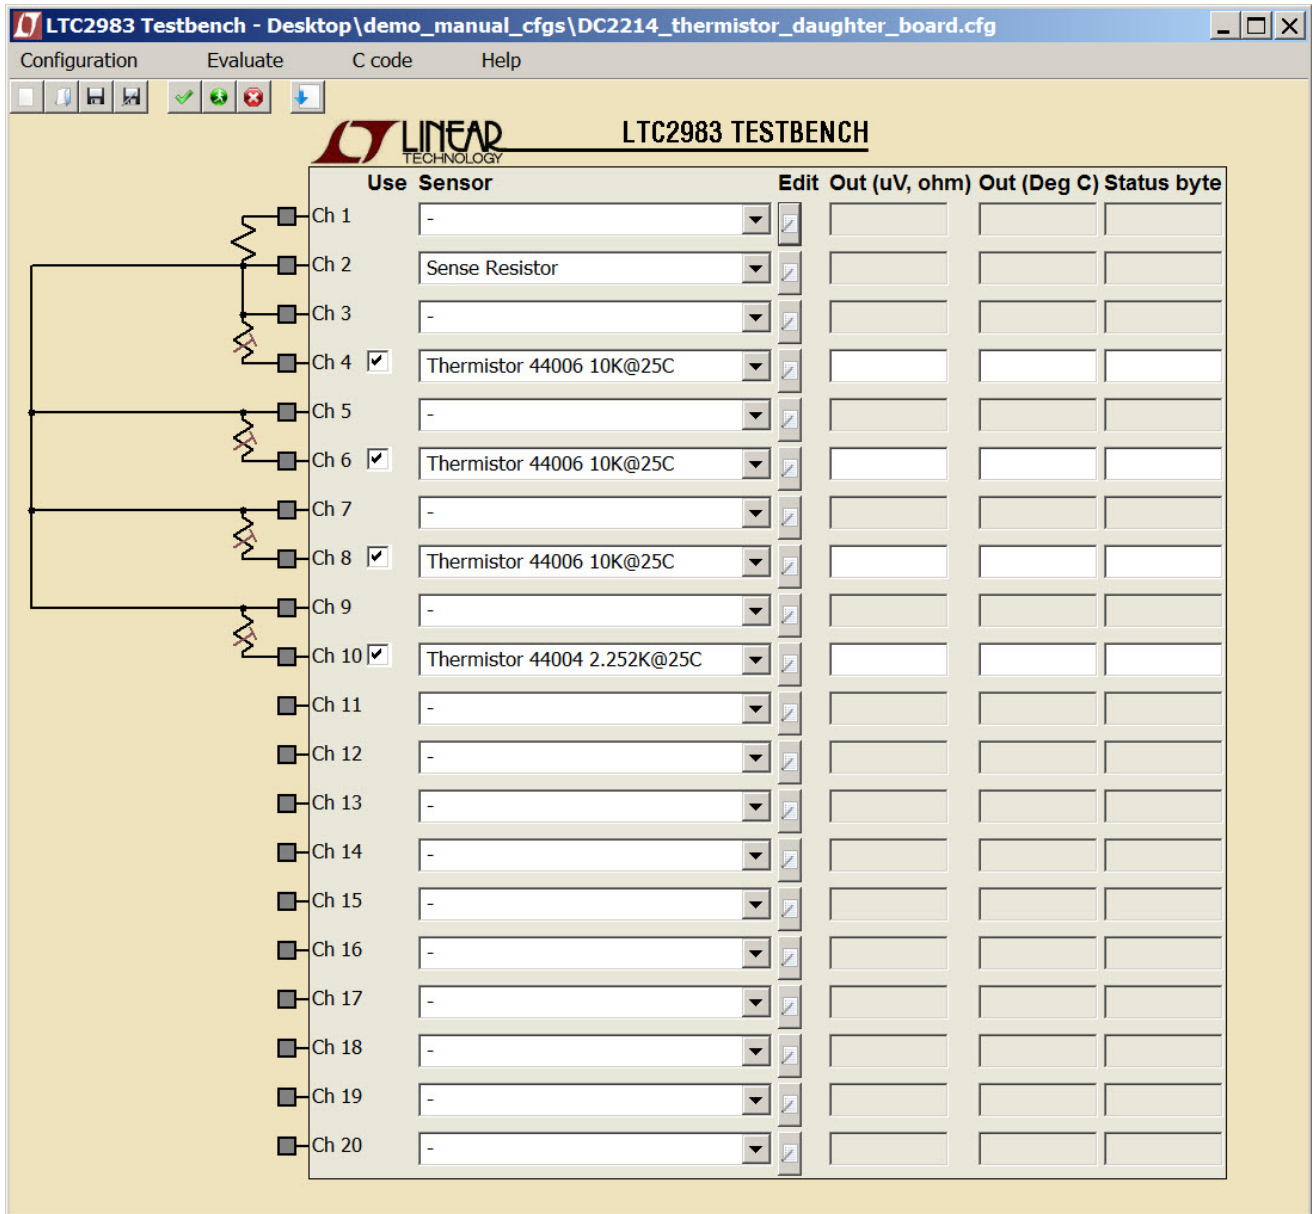 LTC2983 Testbench - Desktop\demo_manual_cfgs\DC2214_thermistor_daughter_board.cfg
Configuration Evaluate C code Help
LINEAR TECHNOLOGY
LTC2983 TESTBENCH
Use Sensor Edit Out (uV, ohm) Out (Deg C) Status byte
Ch 1 -
Ch 2 Sense Resistor
Ch 3 -
Ch 4 Thermistor 44006 10K@25C
Ch 5 -
Ch 6 Thermistor 44006 10K@25C
Ch 7 -
Ch 8 Thermistor 44006 10K@25C
Ch 9 -
Ch 10 Thermistor 44004 2.252K@25C
Ch 11 -
Ch 12 -
Ch 13 -
Ch 14 -
Ch 15 -
Ch 16 -
Ch 17 -
Ch 18 -
Ch 19 -
Ch 20 -